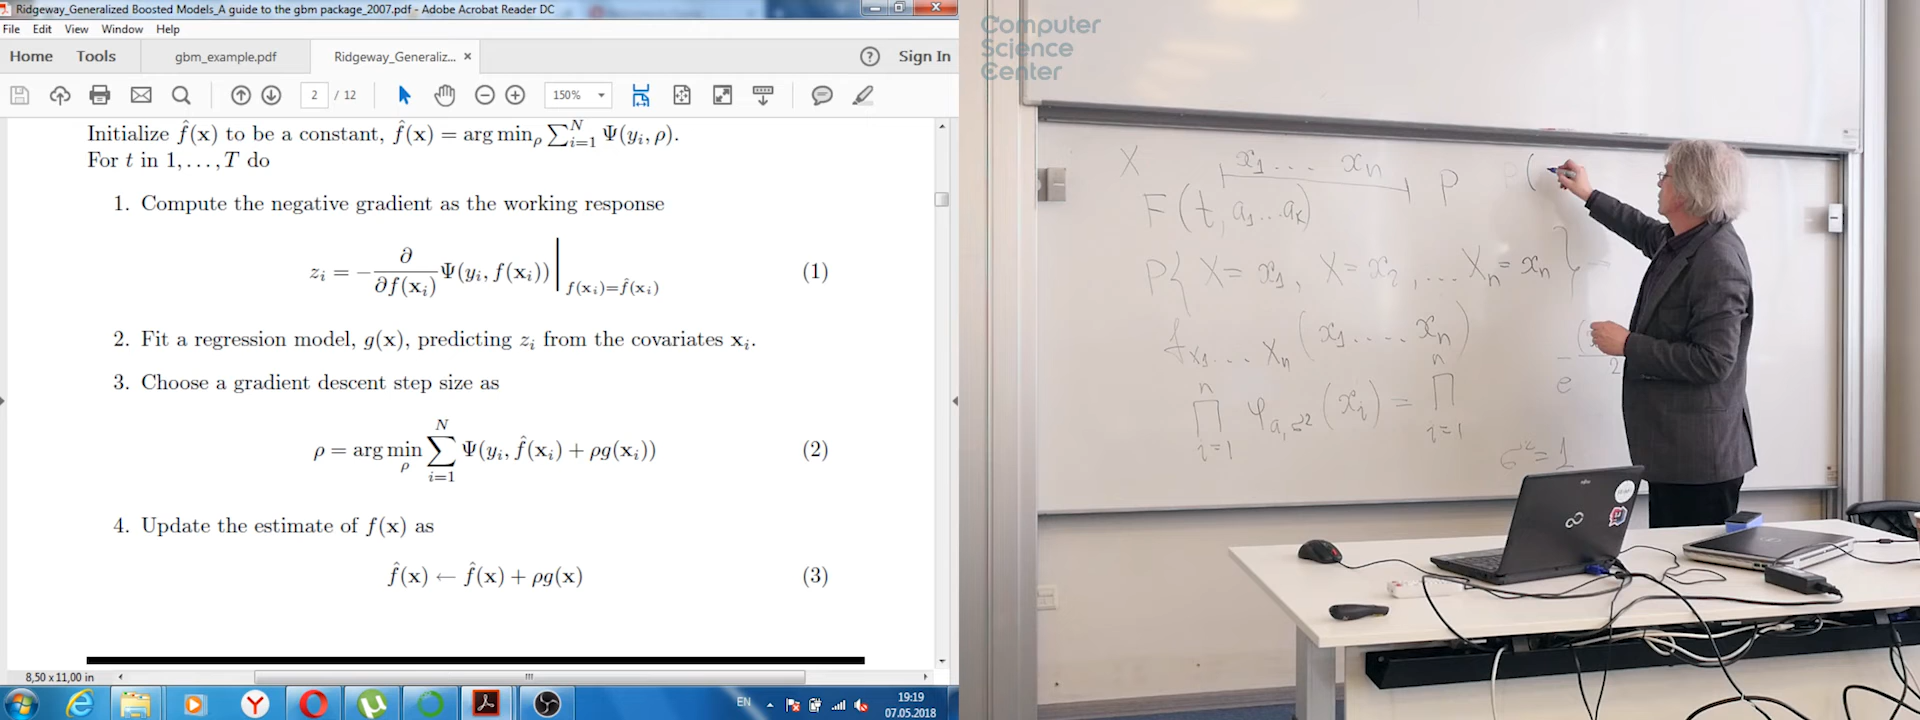 Ridgeway_Generalized Boosted Models_A guide to the gbm package_2007.pdf - Adobe Acrobat Reader DC
File Edit View Window Help
Home Tools gbm_example.pdf Ridgeway_Generaliz... × ? Sign In
2 / 12 150%
Initialize f̂(x) to be a constant, f̂(x) = arg min_ρ ∑_{i=1}^N Ψ(y_i, ρ).
For t in 1, . . . , T do
1. Compute the negative gradient as the working response
z_i = −∂/∂f(x_i) Ψ(y_i, f(x_i))|_{f(x_i)=f̂(x_i)} (1)
2. Fit a regression model, g(x), predicting z_i from the covariates x_i.
3. Choose a gradient descent step size as
ρ = arg min_ρ ∑_{i=1}^N Ψ(y_i, f̂(x_i) + ρg(x_i)) (2)
4. Update the estimate of f(x) as
f̂(x) ← f̂(x) + ρg(x) (3)
8,50 x 11,00 in
EN 19:19
07.05.2018
Computer
Science
Center
X x_1 ... x_n P P(
F(t, a_1...a_k)
P{ X = x_1, X = x_2, ... X_n = x_n } =
f_{X_1...X_n}(x_1 .... x_n)
∏_{i=1}^n φ_{a,σ²}(x_i) = ∏_{i=1}^n e
σ² = 1